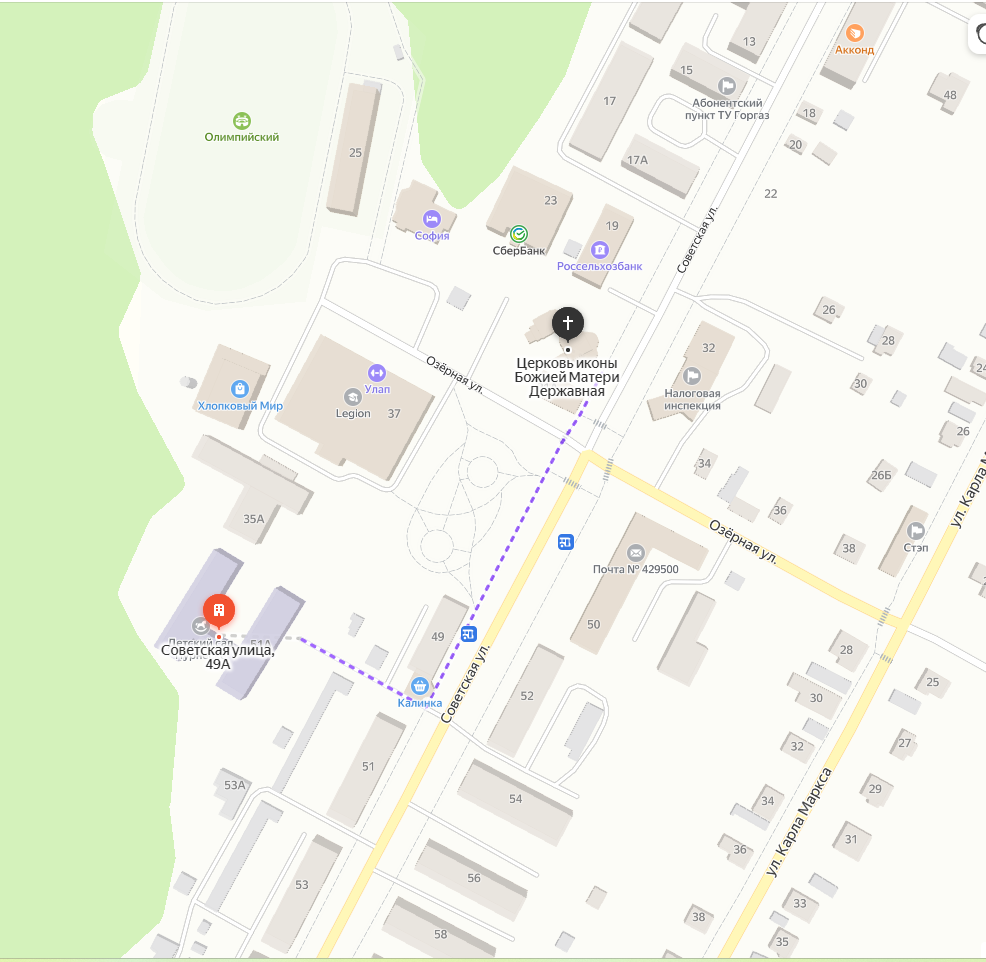 13
Акконд
15
48
17
Абонентский
пункт ТУ Горгаз
18
Олимпийский
25
20
17А
22
23
19
Советская ул.
София
СберБанк
Россельхозбанк
26
28
32
Церковь иконы
Божией Матери
Державная
Озёрная ул.
Улап
Legion
37
Хлопковый Мир
Налоговая
инспекция
30
24
26
34
26Б
36
ул. Карла М
35А
Озёрная ул.
Стэп
38
Почта № 429500
50
Детский сад
51А
Советская улица,
49А
49
28
Калинка
Советская ул.
52
25
30
27
32
51
53А
54
34
29
ул. Карла Маркса
31
36
53
56
33
38
58
35